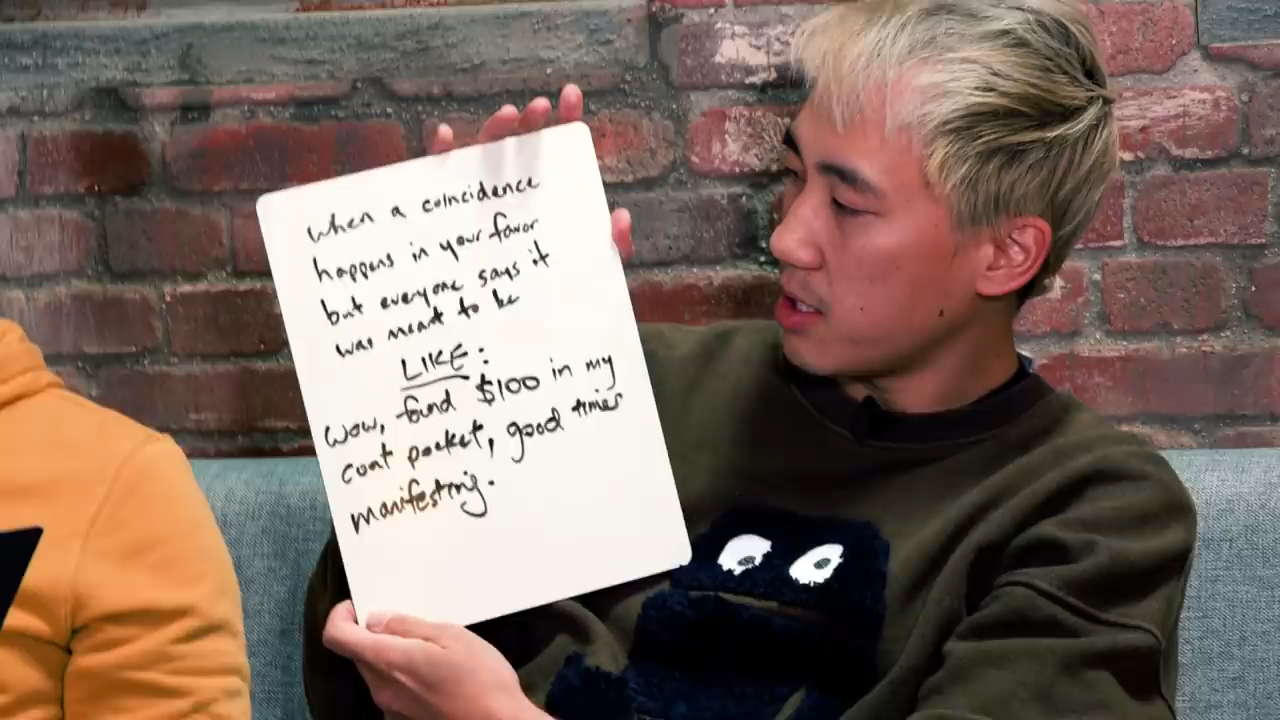 when a coincidence
happens in your favor
but everyone says it
was meant to be
LIKE:
Wow, found $100 in my
coat pocket, good times
manifesting.